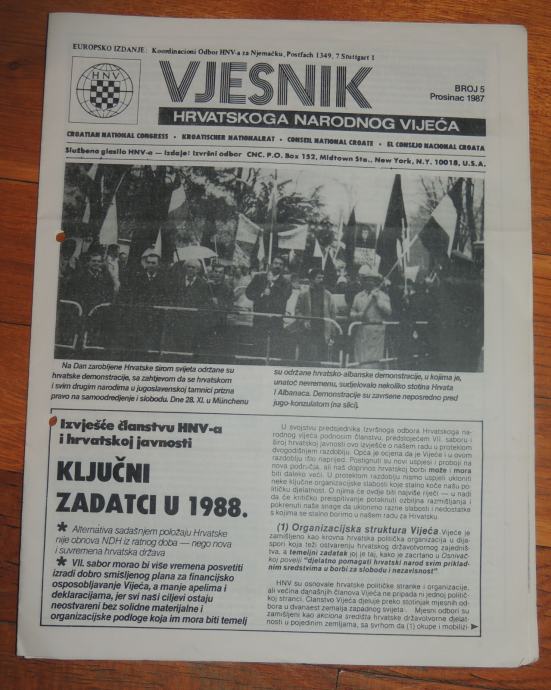 EUROPSKO IZDANJE: Koordinacioni Odbor HNV-a za Njemačku, Postfach 1349, 7 Stuttgart 1
HNV
VJESNIK
BROJ 5
Prosinac 1987
HRVATSKOGA NARODNOG VIJEĆA
CROATIAN NATIONAL CONGRESS • KROATISCHER NATIONALRAT • CONSEIL NATIONAL CROATE • EL CONSEJO NACIONAL CROATA
Službeno glasilo HNV-a — Izdaje: Izvršni odbor CNC. P.O. Box 152, Midtown Sta., New York, N.Y. 10018, U.S.A.
Na Dan zarobljene Hrvatske širom svijeta održane su
hrvatske demonstracije, sa zahtjevom da se hrvatskom
i svim drugim narodima u jugoslavenskoj tamnici prizna
pravo na samoodredjenje i slobodu. Dne 28. XI. u Münchenu
su održane hrvatsko-albanske demonstracije, u kojima je,
unatoč nevremenu, sudjelovalo nekoliko stotina Hrvata
i Albanaca. Demonstracije su završene neposredno pred
jugo-konzulatom (na slici).
Izvješće članstvu HNV-a
i hrvatskoj javnosti
KLJUČNI
ZADATCI U 1988.
* Alternativa sadašnjem položaju Hrvatske
nije obnova NDH iz ratnog doba — nego nova
i suvremena hrvatska država
* VII. sabor morao bi više vremena posvetiti
izradi dobro smisljenog plana za financijsko
osposobljavanje Vijeća, a manje apelima i
deklaracijama, jer svi naši ciljevi ostaju
neostvareni bez solidne materijalne i
organizacijske podloge koja im mora biti temelj
U svojstvu predsjednika Izvršnoga odbora Hrvatskoga na-
rodnog vijeća podnosim članstvu, predstojećem VII. saboru i
široj hrvatskoj javnosti ovo izvješće o našem radu u proteklom
dvogodišnjem razdoblju. Opća je ocjena da je Vijeće i u ovom
razdoblju išlo naprijed. Postignuti su novi uspjesi i proboji na
nova područja, ali naš doprinos hrvatskoj borbi može i mora
biti daleko veći. U proteklom razdoblju nismo uspjeli ukloniti
neke ključne organizacijske slabosti koje stalno koče našu po-
litičku djelatnost. O njima će ovdje biti najviše riječi — u nadi
da će kritičko preispitivanje potaknuti ozbiljna razmišljanja i
pokrenuti naše snage da uklonimo razne slabosti i nedostatke
s kojima se stalno borimo u našem radu za Hrvatsku.
(1) Organizacijska struktura Vijeća Vijeće je
zamišljeno kao krovna hrvatska politička organizacija u dija-
spori koja teži ostvarenju hrvatskog državotvornog zajedniš-
tva, a temeljni zadatak joj je taj, kako je zacrtano u Osnivač-
koj povelji "djelatno pomagati hrvatski narod svim priklad-
nim sredstvima u borbi za slobodu i nezavisnost".
HNV su osnovale hrvatske političke stranke i organizacije,
ali većina današnjih članova Vijeća ne pripada ni jednoj politič-
koj stranci. Članstvo Vijeća djeluje preko stotinjak mjesnih od-
bora u dvanaest zemalja zapadnog svijeta. Mjesni odbori su
zamišljeni kao akciona središta hrvatske državotvorne djelat-
nosti u pojedinim zemljama, sa svrhom da (1) okupe i mobilizi-